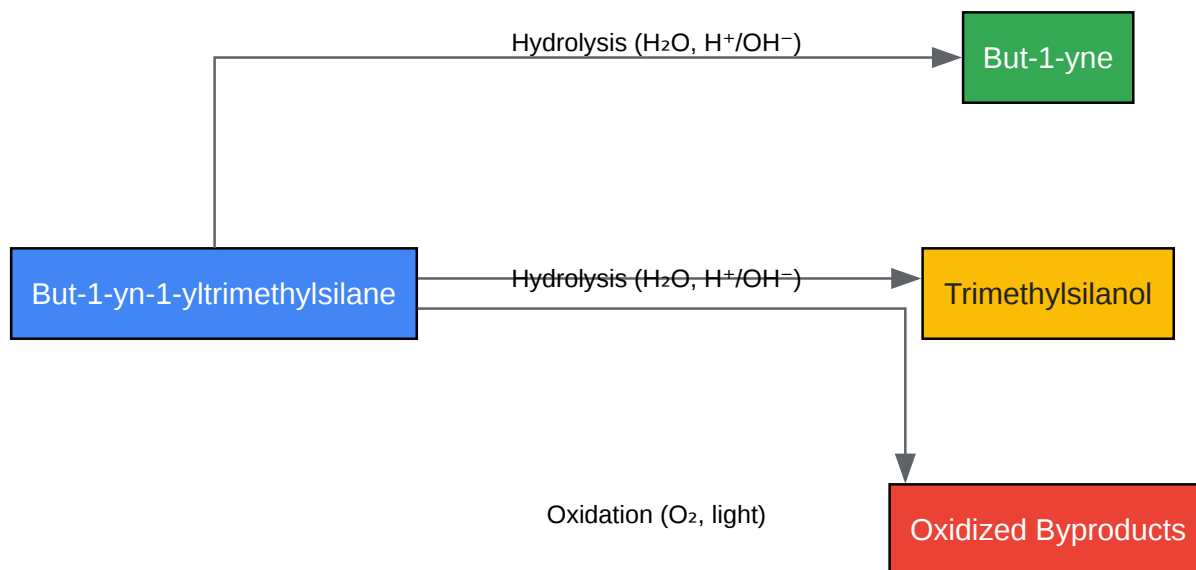 Hydrolysis (H₂O, H⁺/OH⁻)
But-1-yne
But-1-yn-1-yltrimethylsilane
Hydrolysis (H₂O, H⁺/OH⁻)
Trimethylsilanol
Oxidation (O₂, light)
Oxidized Byproducts